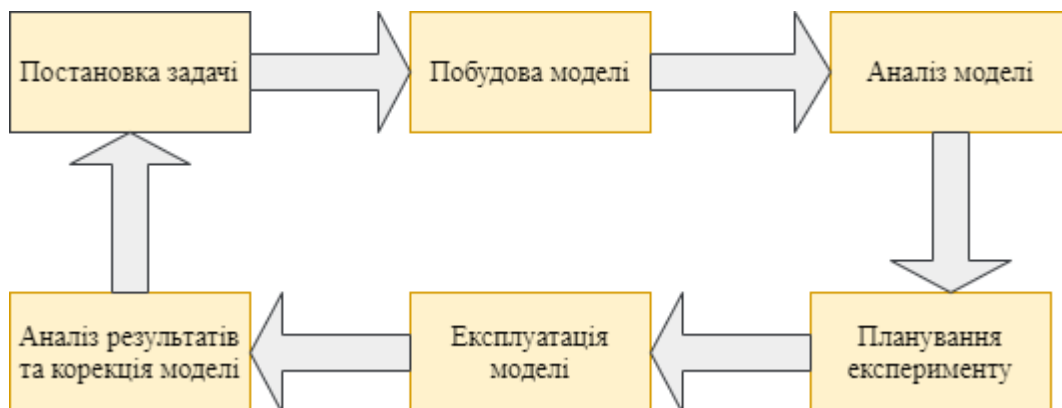 Постановка задачі
Побудова моделі
Аналіз моделі
Аналіз результатів
та корекція моделі
Експлуатація
моделі
Планування
експерименту